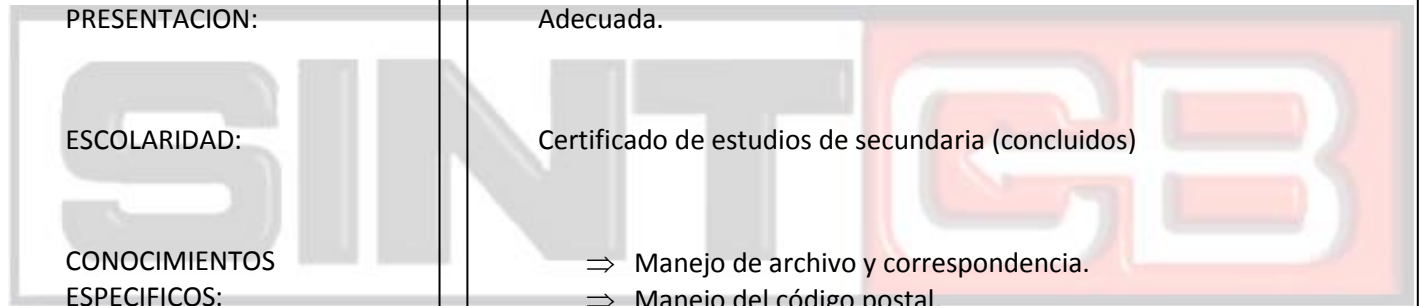 PRESENTACION: Adecuada.
SINTCB
ESCOLARIDAD: Certificado de estudios de secundaria (concluidos)
CONOCIMIENTOS ⇒ Manejo de archivo y correspondencia.
ESPECIFICOS: ⇒ Manejo del código postal.